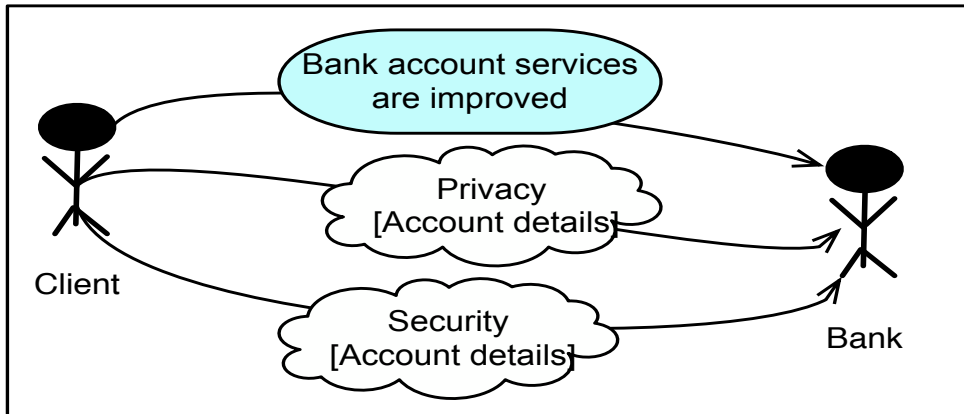 Bank account services
are improved
Privacy
[Account details]
Client
Security
[Account details]
Bank